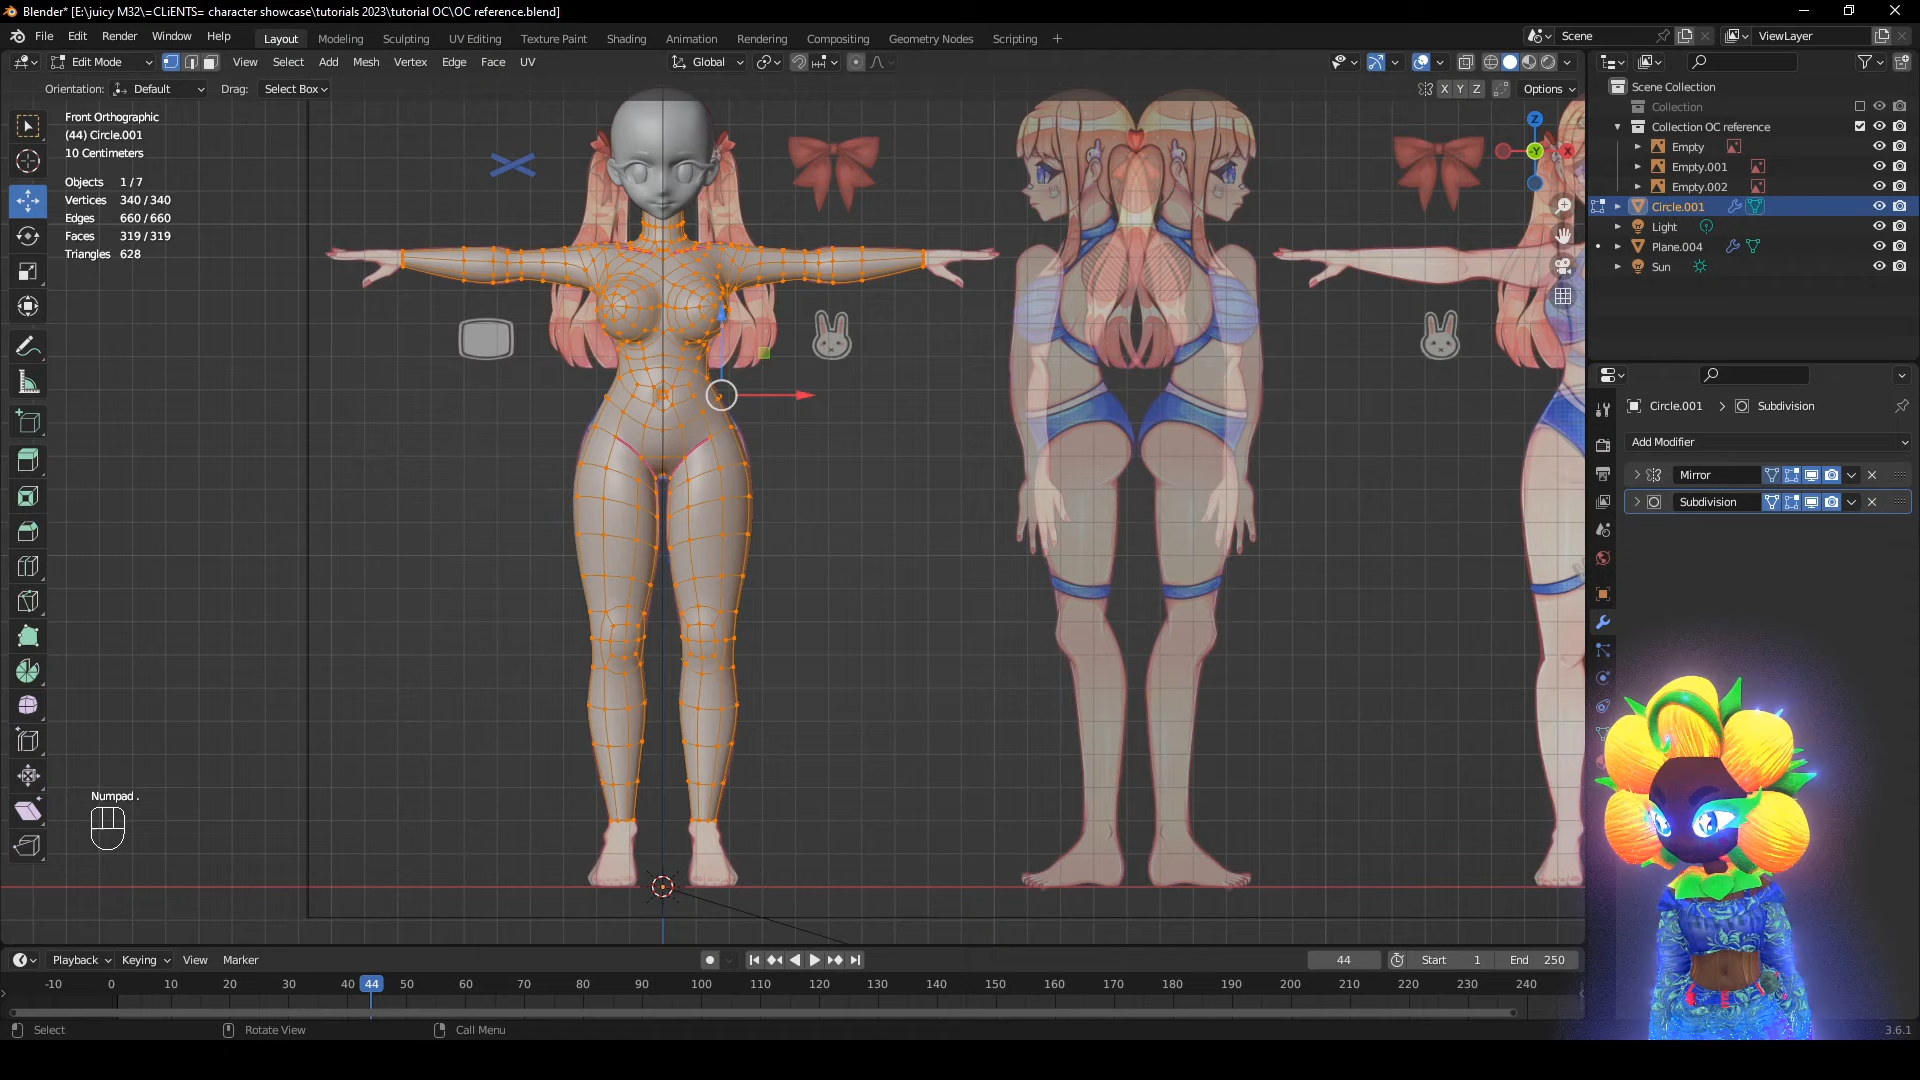 Blender* [E:\juicy M32\=CLiENTS= character showcase\tutorials 2023\tutorial OC\OC reference.blend]
File Edit Render Window Help Layout Modeling Sculpting UV Editing Texture Paint Shading Animation Rendering Compositing Geometry Nodes Scripting + Scene ViewLayer
Edit Mode View Select Add Mesh Vertex Edge Face UV Global
Orientation: Default Drag: Select Box X Y Z Options
Front Orthographic
(44) Circle.001
10 Centimeters
Objects 1/7
Vertices 340/340
Edges 660/660
Faces 319/319
Triangles 628
Z
-Y
X
Numpad .
Scene Collection
Collection
Collection OC reference
Empty
Empty.001
Empty.002
Circle.001
Light
Plane.004
Sun
Circle.001 > Subdivision
Add Modifier
Mirror
Subdivision
Playback Keying View Marker 44 Start 1 End 250
-10 0 10 20 30 40 44 50 60 70 80 90 100 110 120 130 140 150 160 170 180 190 200 210 220 230 240
Select Rotate View Call Menu 3.6.1